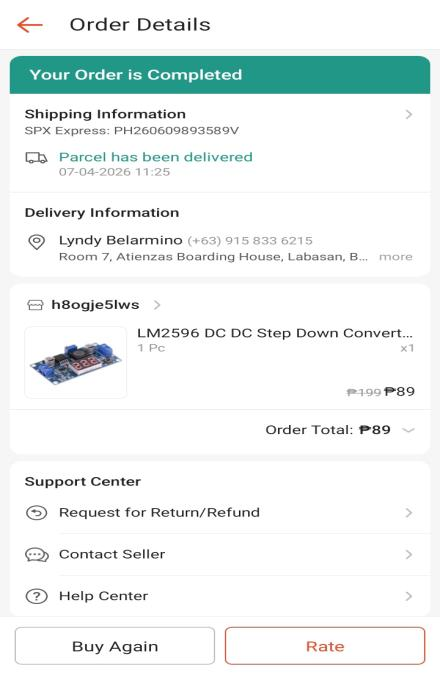 Order Details
Your Order is Completed
Shipping Information
SPX Express: PH260609893589V
Parcel has been delivered
07-04-2026 11:25
Delivery Information
Lyndy Belarmino (+63) 915 833 6215
Room 7, Atienzas Boarding House, Labasan, B... more
h8ogje5lws
LM2596 DC DC Step Down Convert...
1 Pc x1
₱199 ₱89
Order Total: ₱89
Support Center
Request for Return/Refund
Contact Seller
Help Center
Buy Again Rate